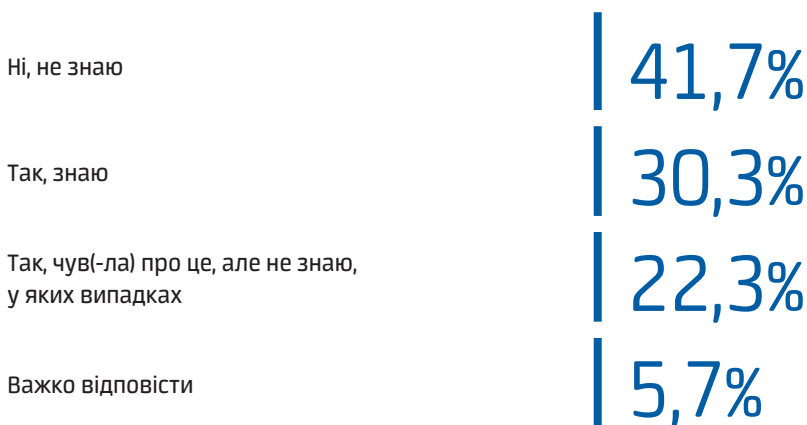 Ні, не знаю
41,7%
Так, знаю
30,3%
Так, чув(-ла) про це, але не знаю,
у яких випадках
22,3%
Важко відповісти
5,7%